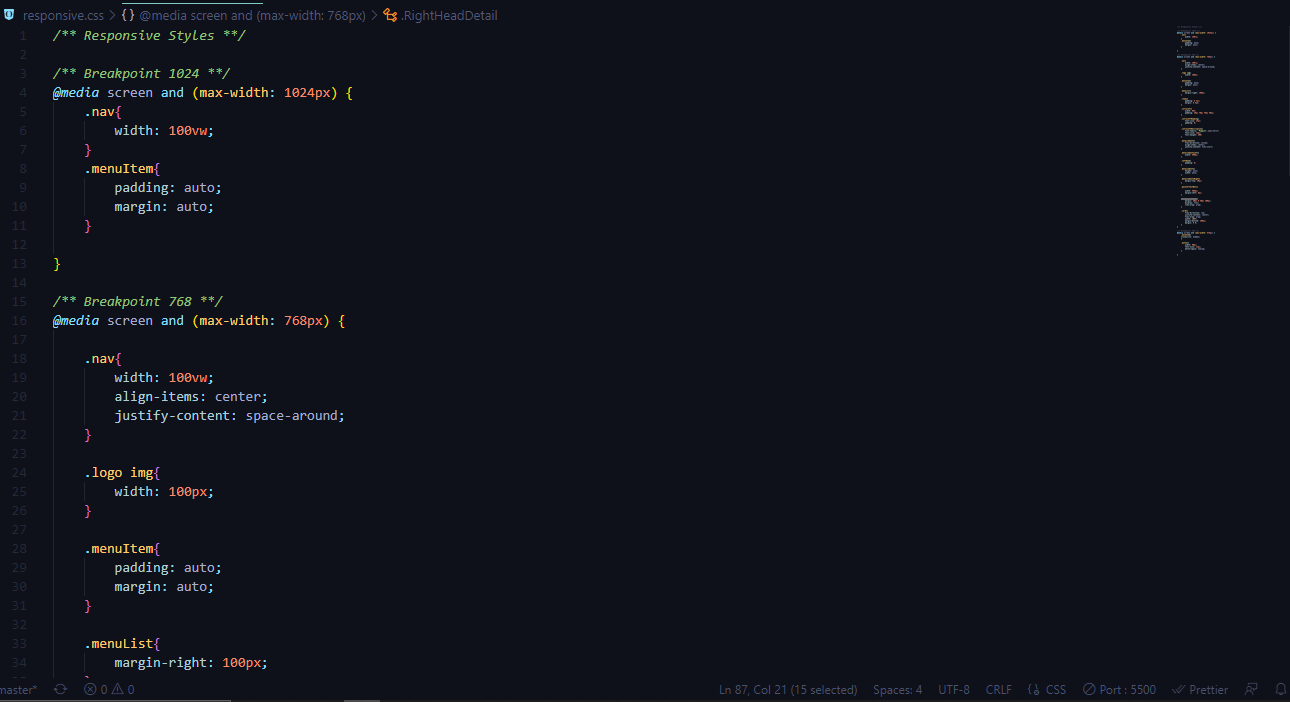 responsive.css > {} @media screen and (max-width: 768px) > .RightHeadDetail
1 /** Responsive Styles **/
2
3 /** Breakpoint 1024 **/
4 @media screen and (max-width: 1024px) {
5 .nav{
6 width: 100vw;
7 }
8 .menuItem{
9 padding: auto;
10 margin: auto;
11 }
12
13 }
14
15 /** Breakpoint 768 **/
16 @media screen and (max-width: 768px) {
17
18 .nav{
19 width: 100vw;
20 align-items: center;
21 justify-content: space-around;
22 }
23
24 .logo img{
25 width: 100px;
26 }
27
28 .menuItem{
29 padding: auto;
30 margin: auto;
31 }
32
33 .menuList{
34 margin-right: 100px;
master* 0 0 Ln 87, Col 21 (15 selected) Spaces: 4 UTF-8 CRLF {} CSS Port : 5500 Prettier